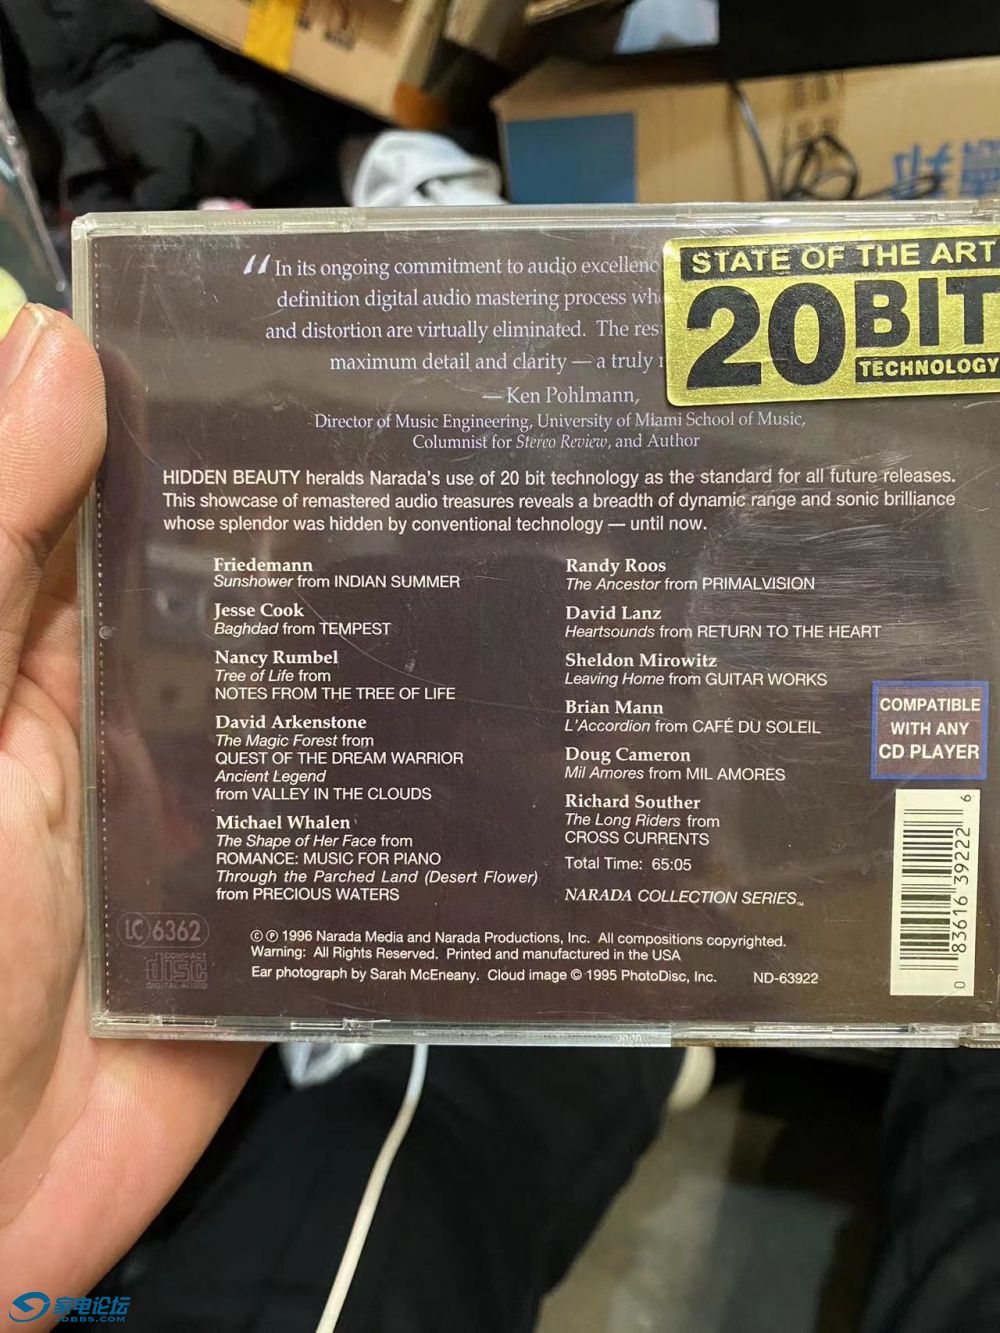 “ In its ongoing commitment to audio
definition digital audio mastering process
and distortion are virtually eliminated. The
maximum detail and clarity — a truly
— Ken Pohlmann,
Director of Music Engineering, University of Miami School of Music,
Columnist for Stereo Review, and Author
STATE OF THE ART
20 BIT
TECHNOLOGY
HIDDEN BEAUTY heralds Narada's use of 20 bit technology as the standard for all future releases.
This showcase of remastered audio treasures reveals a breadth of dynamic range and sonic brilliance
whose splendor was hidden by conventional technology — until now.
Friedemann
Sunshower from INDIAN SUMMER
Jesse Cook
Baghdad from TEMPEST
Nancy Rumbel
Tree of Life from
NOTES FROM THE TREE OF LIFE
David Arkenstone
The Magic Forest from
QUEST OF THE DREAM WARRIOR
Ancient Legend
from VALLEY IN THE CLOUDS
Michael Whalen
The Shape of Her Face from
ROMANCE: MUSIC FOR PIANO
Through the Parched Land (Desert Flower)
from PRECIOUS WATERS
Randy Roos
The Ancestor from PRIMALVISION
David Lanz
Heartsounds from RETURN TO THE HEART
Sheldon Mirowitz
Leaving Home from GUITAR WORKS
Brian Mann
L'Accordion from CAFÉ DU SOLEIL
Doug Cameron
Mil Amores from MIL AMORES
Richard Souther
The Long Riders from
CROSS CURRENTS
Total Time: 65:05
NARADA COLLECTION SERIES™
COMPATIBLE
WITH ANY
CD PLAYER
0 83616 39222 6
LC 6362
COMPACT
disc
DIGITAL AUDIO
© ℗ 1996 Narada Media and Narada Productions, Inc. All compositions copyrighted.
Warning: All Rights Reserved. Printed and manufactured in the USA
Ear photograph by Sarah McEneany. Cloud image © 1995 PhotoDisc, Inc.
ND-63922
家电论坛
JDBBS.COM